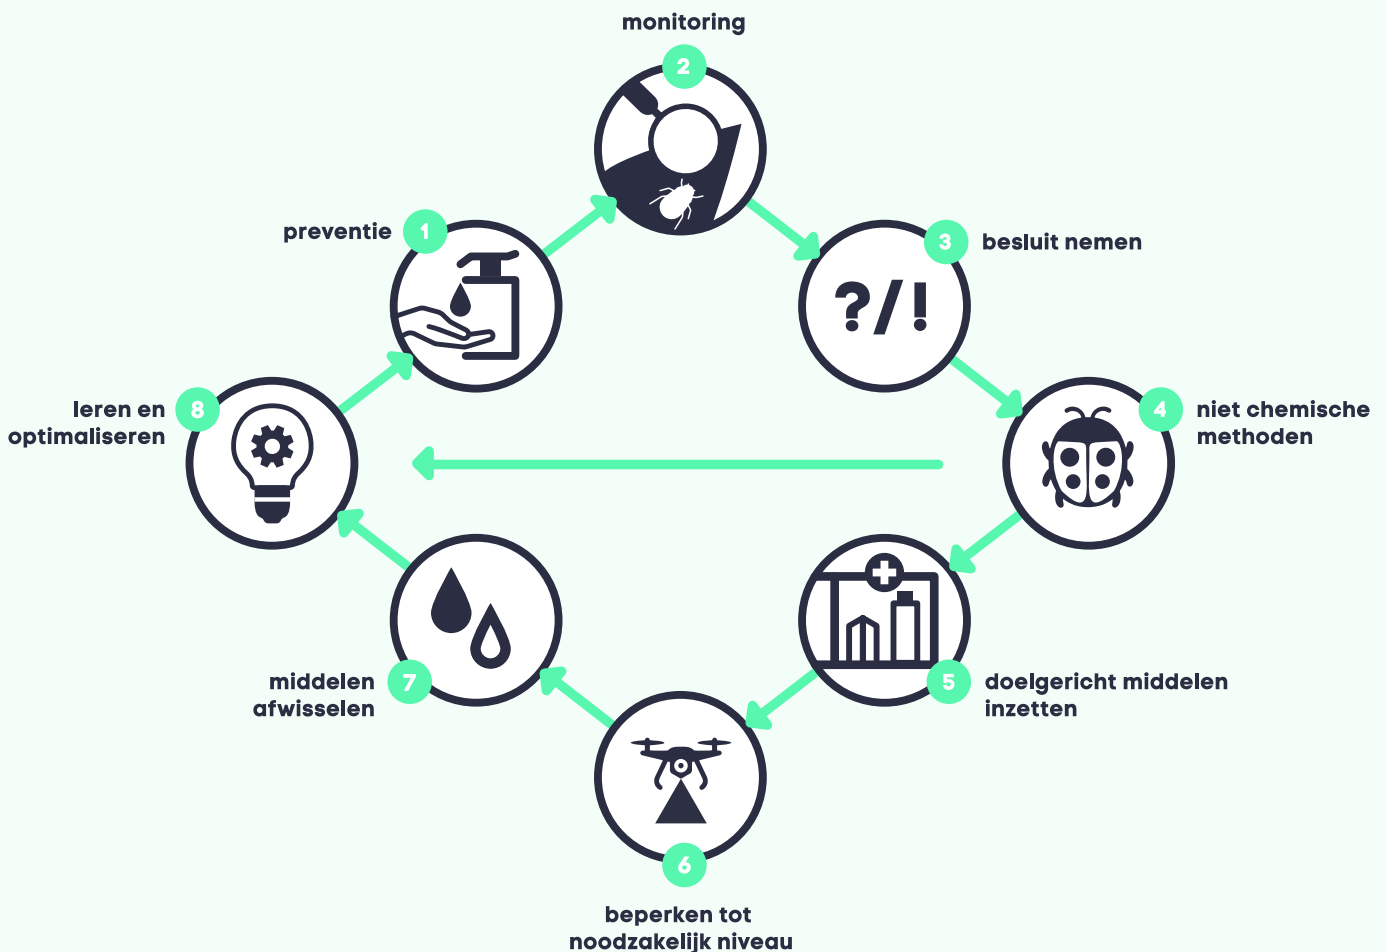 monitoring
2
preventie
1
3
besluit nemen
?/!
leren en
optimaliseren
8
4
niet chemische
methoden
middelen
afwisselen
7
5
doelgericht middelen
inzetten
6
beperken tot
noodzakelijk niveau